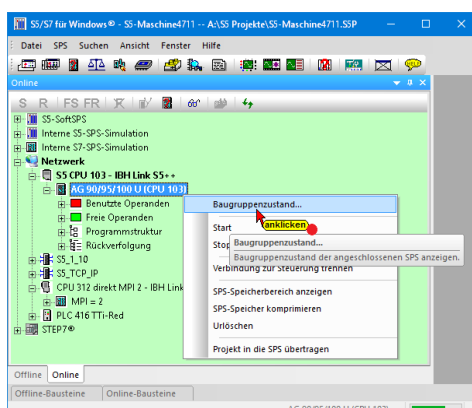 S5/S7 für Windows® - S5-Maschine4711 -- A:\S5 Projekte\S5-Maschine4711.S5P
Datei SPS Suchen Ansicht Fenster Hilfe
Online
S R FS FR
S5-SoftSPS
Interne S5-SPS-Simulation
Interne S7-SPS-Simulation
Netzwerk
S5 CPU 103 - IBH Link S5++
AG 90/95/100 U (CPU 103)
Benutzte Operanden
Freie Operanden
Programmstruktur
Rückverfolgung
S_1_10
S_TCP_IP
CPU 312 direkt MPI 2 - IBH Link
MPI = 2
PLC 416 TTi-Red
STEP7®
Baugruppenzustand...
anklicken
Start
Stop
Baugruppenzustand...
Baugruppenzustand der angeschlossenen SPS anzeigen.
Verbindung zur Steuerung trennen
SPS-Speicherbereich anzeigen
SPS-Speicher komprimieren
Urlöschen
Projekt in die SPS übertragen
Offline Online
Offline-Bausteine Online-Bausteine